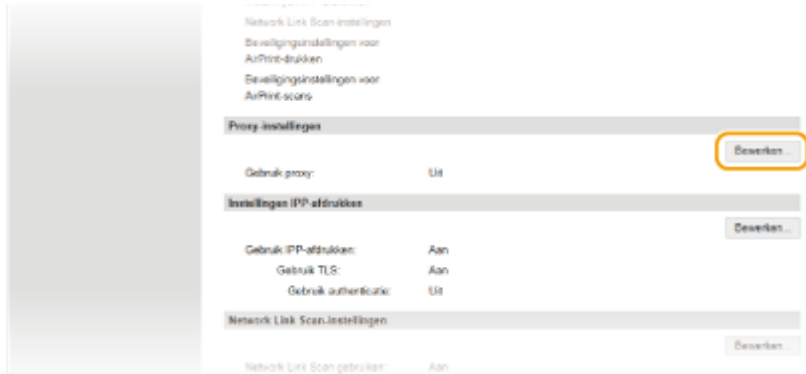 Network Link Scan-instellingen
Beveiligingsinstellingen voor
AirPrint-drukken
Beveiligingsinstellingen voor
AirPrint-scans
Proxy-instellingen
Bewerken...
Gebruik proxy: Uit
Instellingen IPP-afdrukken
Bewerken...
Gebruik IPP-afdrukken: Aan
Gebruik TLS: Aan
Gebruik authenticatie: Uit
Network Link Scan-instellingen
Bewerken...
Network Link Scan gebruiken: Aan